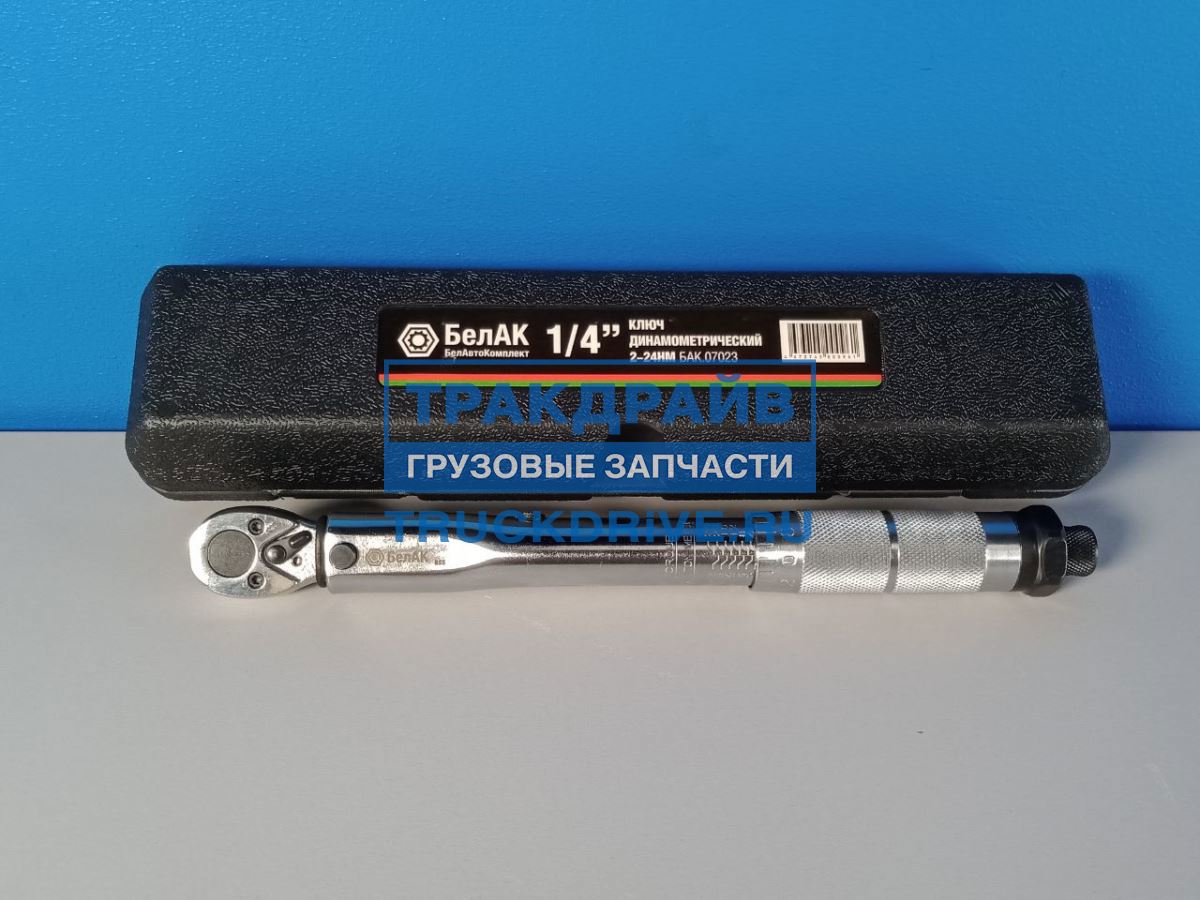 БелАК
БелАвтоКомплект
1/4”
КЛЮЧ
ДИНАМОМЕТРИЧЕСКИЙ
2-24НМ БАК.07023
ТРАКДРАЙВ
ГРУЗОВЫЕ ЗАПЧАСТИ
TRUCKDRIVE.RU
БелАК